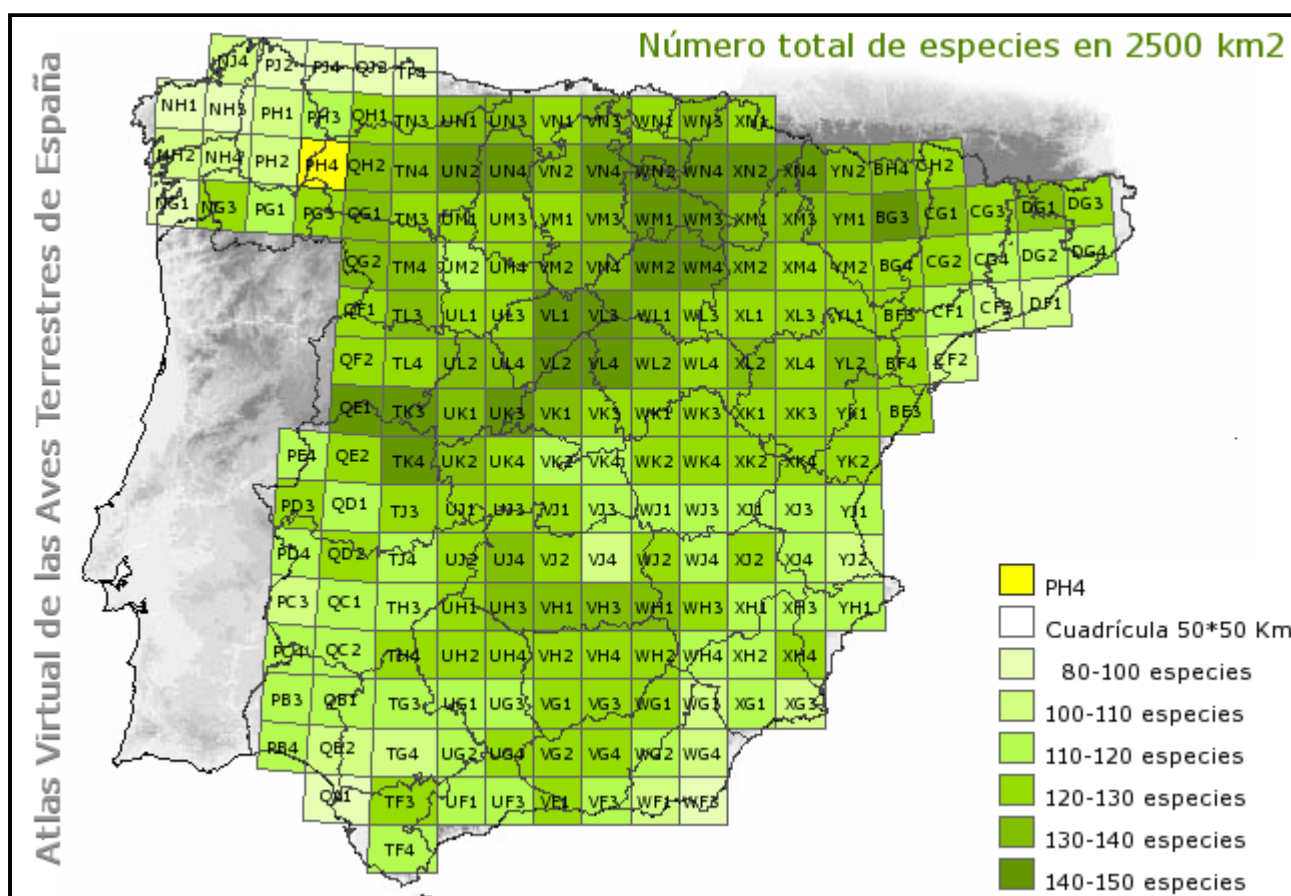 Número total de especies en 2500 km2
Atlas Virtual de las Aves Terrestres de España
NJ4 PJ2 PJ4 QJ2 TP4
NH1 NH3 PH1 PH3 QH1 TN3 UN1 UN3 VN1 VN3 WN1 WN3 XN1
NH2 NH4 PH2 PH4 QH2 TN4 UN2 UN4 VN2 VN4 WN2 WN4 XN2 XN4 YN2 BH4 CH2
NG1 NG3 PG1 PG3 QG1 TM3 UM1 UM3 VM1 VM3 WM1 WM3 XM1 XM3 YM1 BG3 CG1 CG3 DG1 DG3
QG2 TM4 UM2 UM4 VM2 VN4 WM2 WM4 XM2 XM4 YM2 BG4 CG2 CG4 DG2 DG4
QF1 TL3 UL1 UL3 VL1 VL3 WL1 WL3 XL1 XL3 YL1 BF3 CF1 CF3 DF1
QF2 TL4 UL2 UL4 VL2 VL4 WL2 WL4 XL2 XL4 YL2 BF4 CF2
QE1 TK3 UK1 UK3 VK1 VK3 WK1 WK3 XK1 XK3 YK1 BE3
PE4 QE2 TK4 UK2 UK4 VK2 VK4 WK2 WK4 XK2 XK4 YK2
PD3 QD1 TJ3 UJ1 UJ3 VJ1 VJ3 WJ1 WJ3 XJ1 XJ3 YJ1
PD4 QD2 TJ4 UJ2 UJ4 VJ2 VJ4 WJ2 WJ4 XJ2 XJ4 YJ2
PC3 QC1 TH3 UH1 UH3 VH1 VH3 WH1 WH3 XH1 XH3 YH1
PC4 QC2 TH4 UH2 UH4 VH2 VH4 WH2 WH4 XH2 XH4
PB3 QB1 TG3 UG1 UG3 VG1 VG3 WG1 WG3 XG1 XG3
PB4 QB2 TG4 UG2 UG4 VG2 VG4 WG2 WG4
QA1 TF3 UF1 UF3 VF1 VF3 WF1 WF3
TF4
PH4
Cuadrícula 50*50 Km
80-100 especies
100-110 especies
110-120 especies
120-130 especies
130-140 especies
140-150 especies